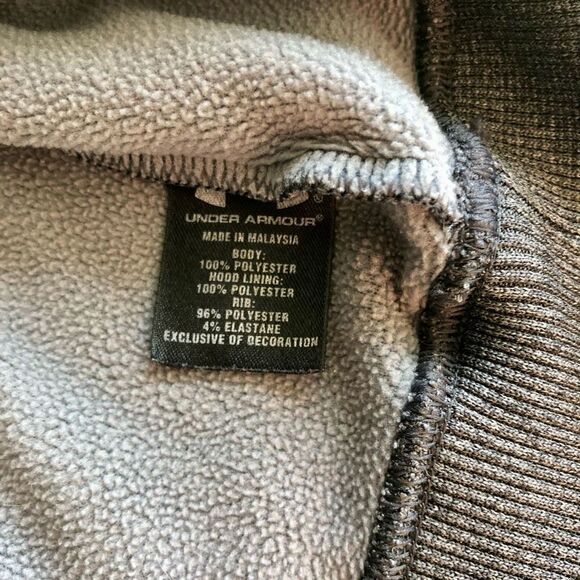 UNDER ARMOUR®
MADE IN MALAYSIA
BODY:
100% POLYESTER
HOOD LINING:
100% POLYESTER
RIB:
96% POLYESTER
4% ELASTANE
EXCLUSIVE OF DECORATION